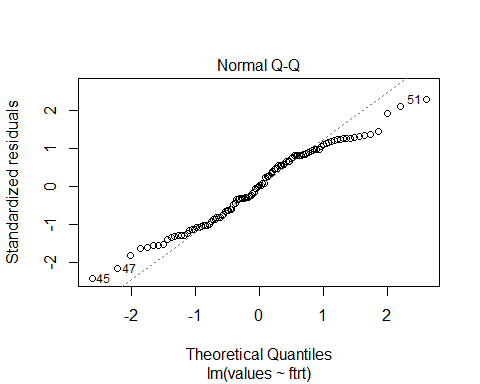 Normal Q-Q
Standardized residuals
2
1
0
-1
-2
51
47
45
-2 -1 0 1 2
Theoretical Quantiles
lm(values ~ ftrt)